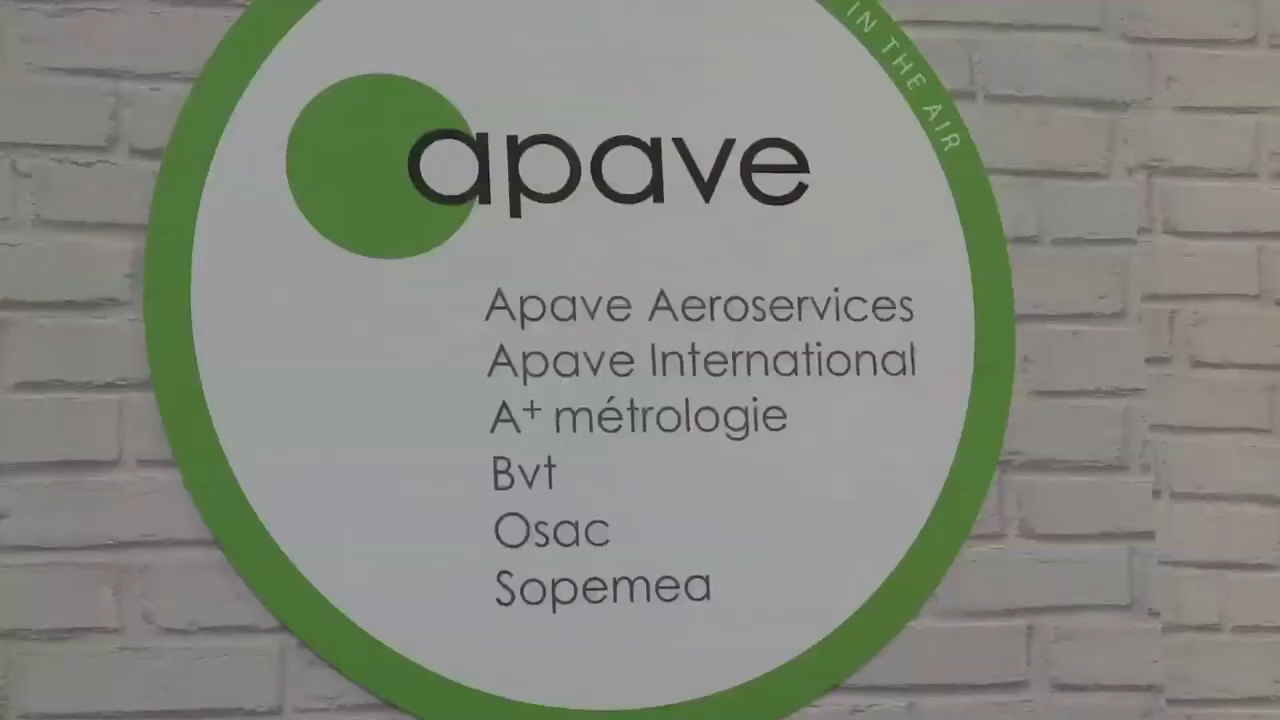 IN THE AIR
apave
Apave Aeroservices
Apave International
A+ métrologie
Bvt
Osac
Sopemea